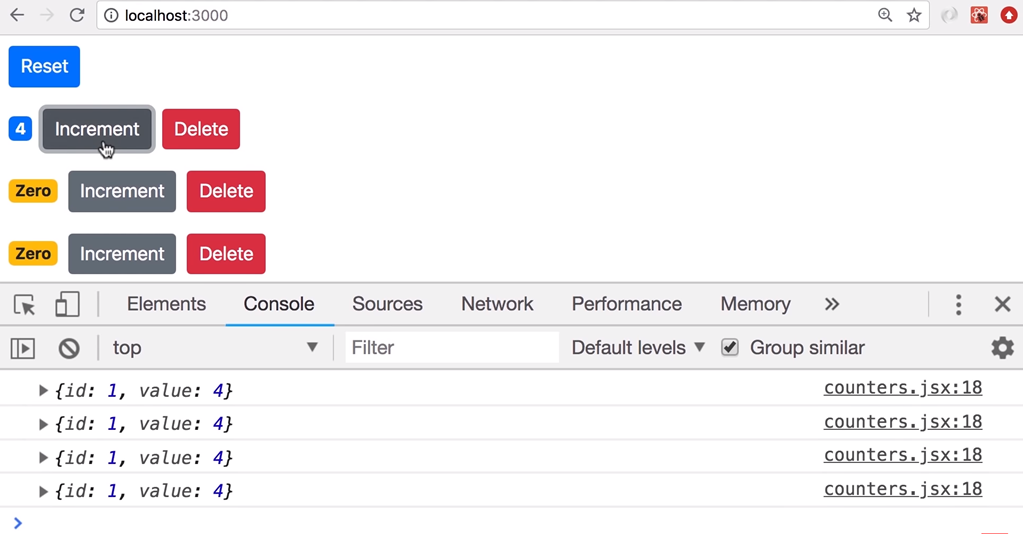 localhost:3000
Reset
4 Increment Delete
Zero Increment Delete
Zero Increment Delete
Elements Console Sources Network Performance Memory »
top Filter Default levels Group similar
{id: 1, value: 4} counters.jsx:18
{id: 1, value: 4} counters.jsx:18
{id: 1, value: 4} counters.jsx:18
{id: 1, value: 4} counters.jsx:18